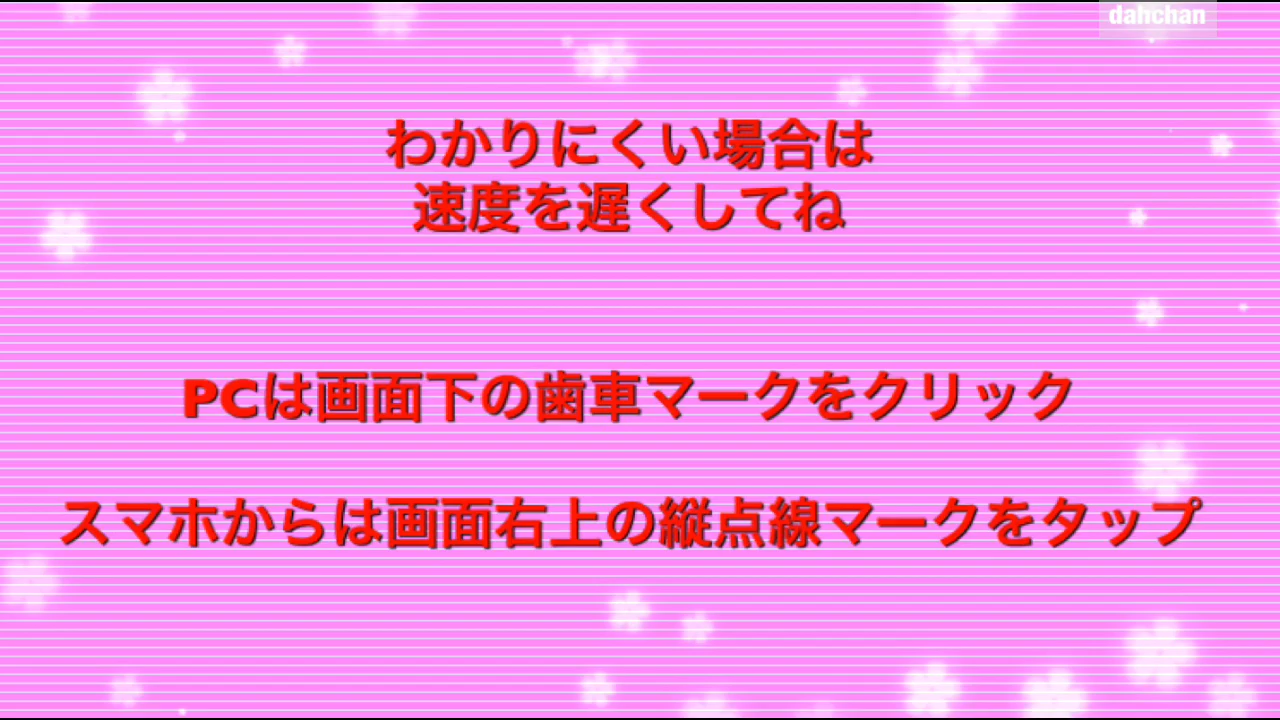 dahchan
わかりにくい場合は
速度を遅くしてね
PCは画面下の歯車マークをクリック
スマホからは画面右上の縦点線マークをタップ